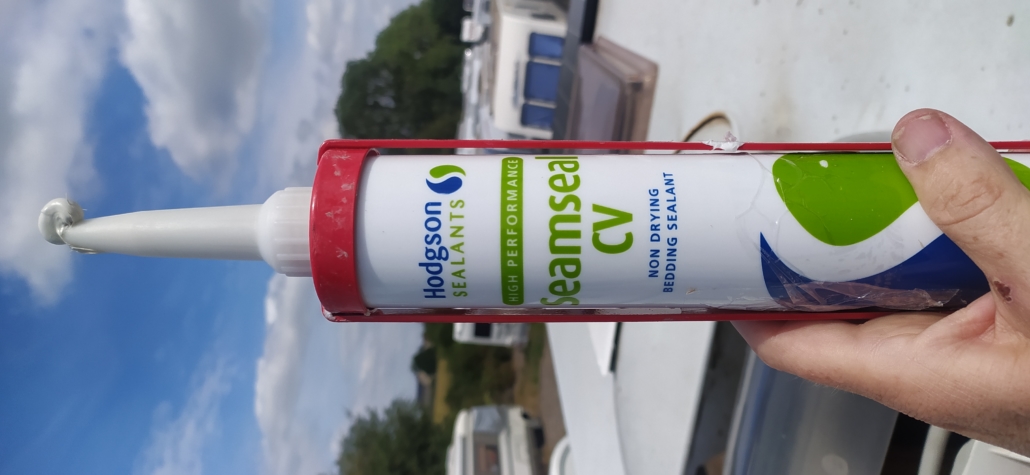 Hodgson
SEALANTS
HIGH PERFORMANCE
Seamseal
CV
NON DRYING
BEDDING SEALANT